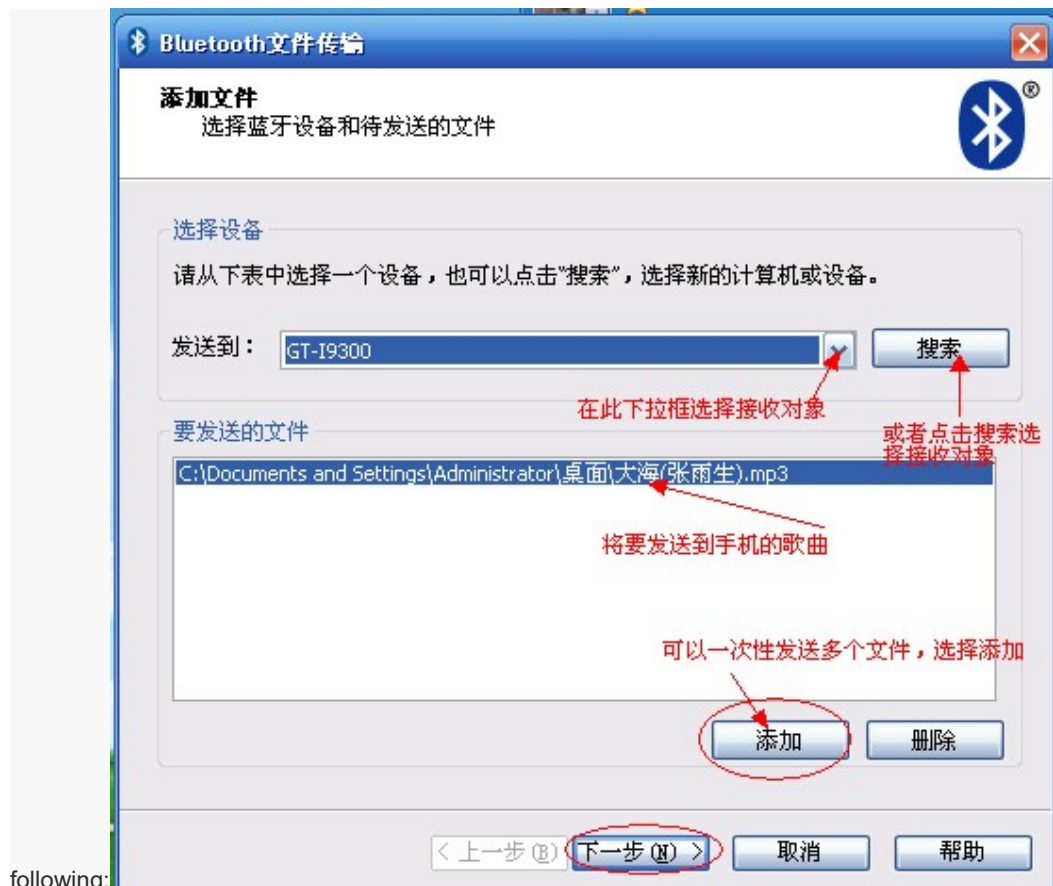 Bluetooth文件传输
®
添加文件
选择蓝牙设备和待发送的文件
选择设备
请从下表中选择一个设备，也可以点击"搜索"，选择新的计算机或设备。
发送到：
GT-I9300
搜索
在此下拉框选择接收对象
或者点击搜索选
择接收对象
要发送的文件
C:\Documents and Settings\Administrator\桌面\大海(张雨生).mp3
将要发送到手机的歌曲
可以一次性发送多个文件，选择添加
添加
删除
< 上一步(B)
下一步(N) >
取消
帮助
following: